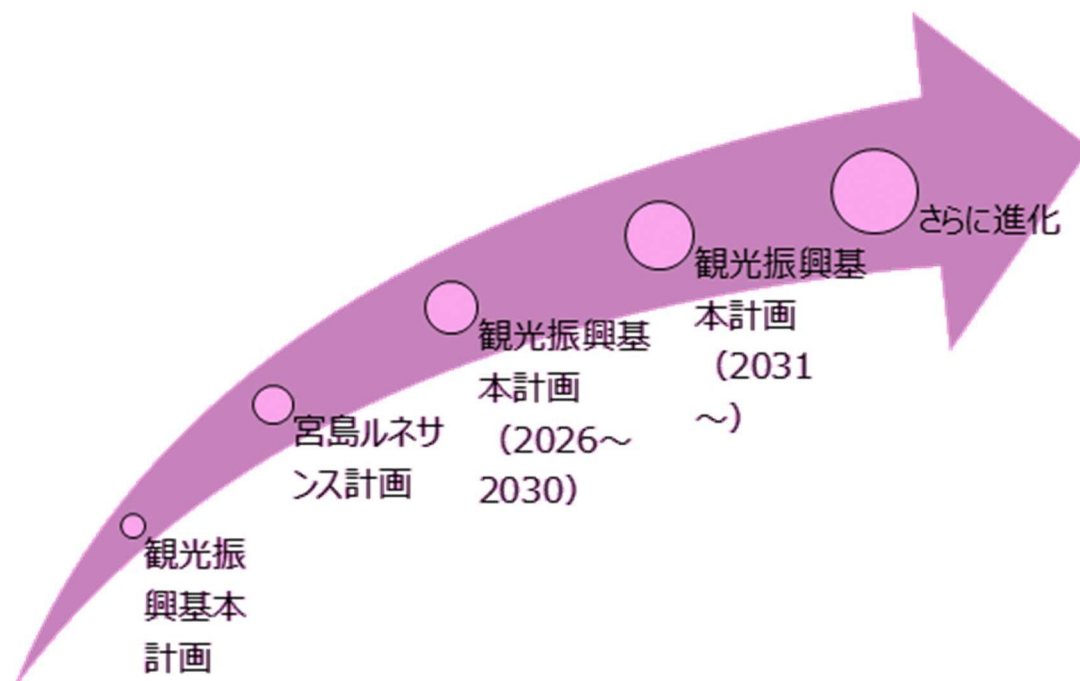 観光振
興基本
計画
宮島ルネサ
ンス計画
観光振興基
本計画
（2026～
2030）
観光振興基
本計画
（2031
～）
さらに進化